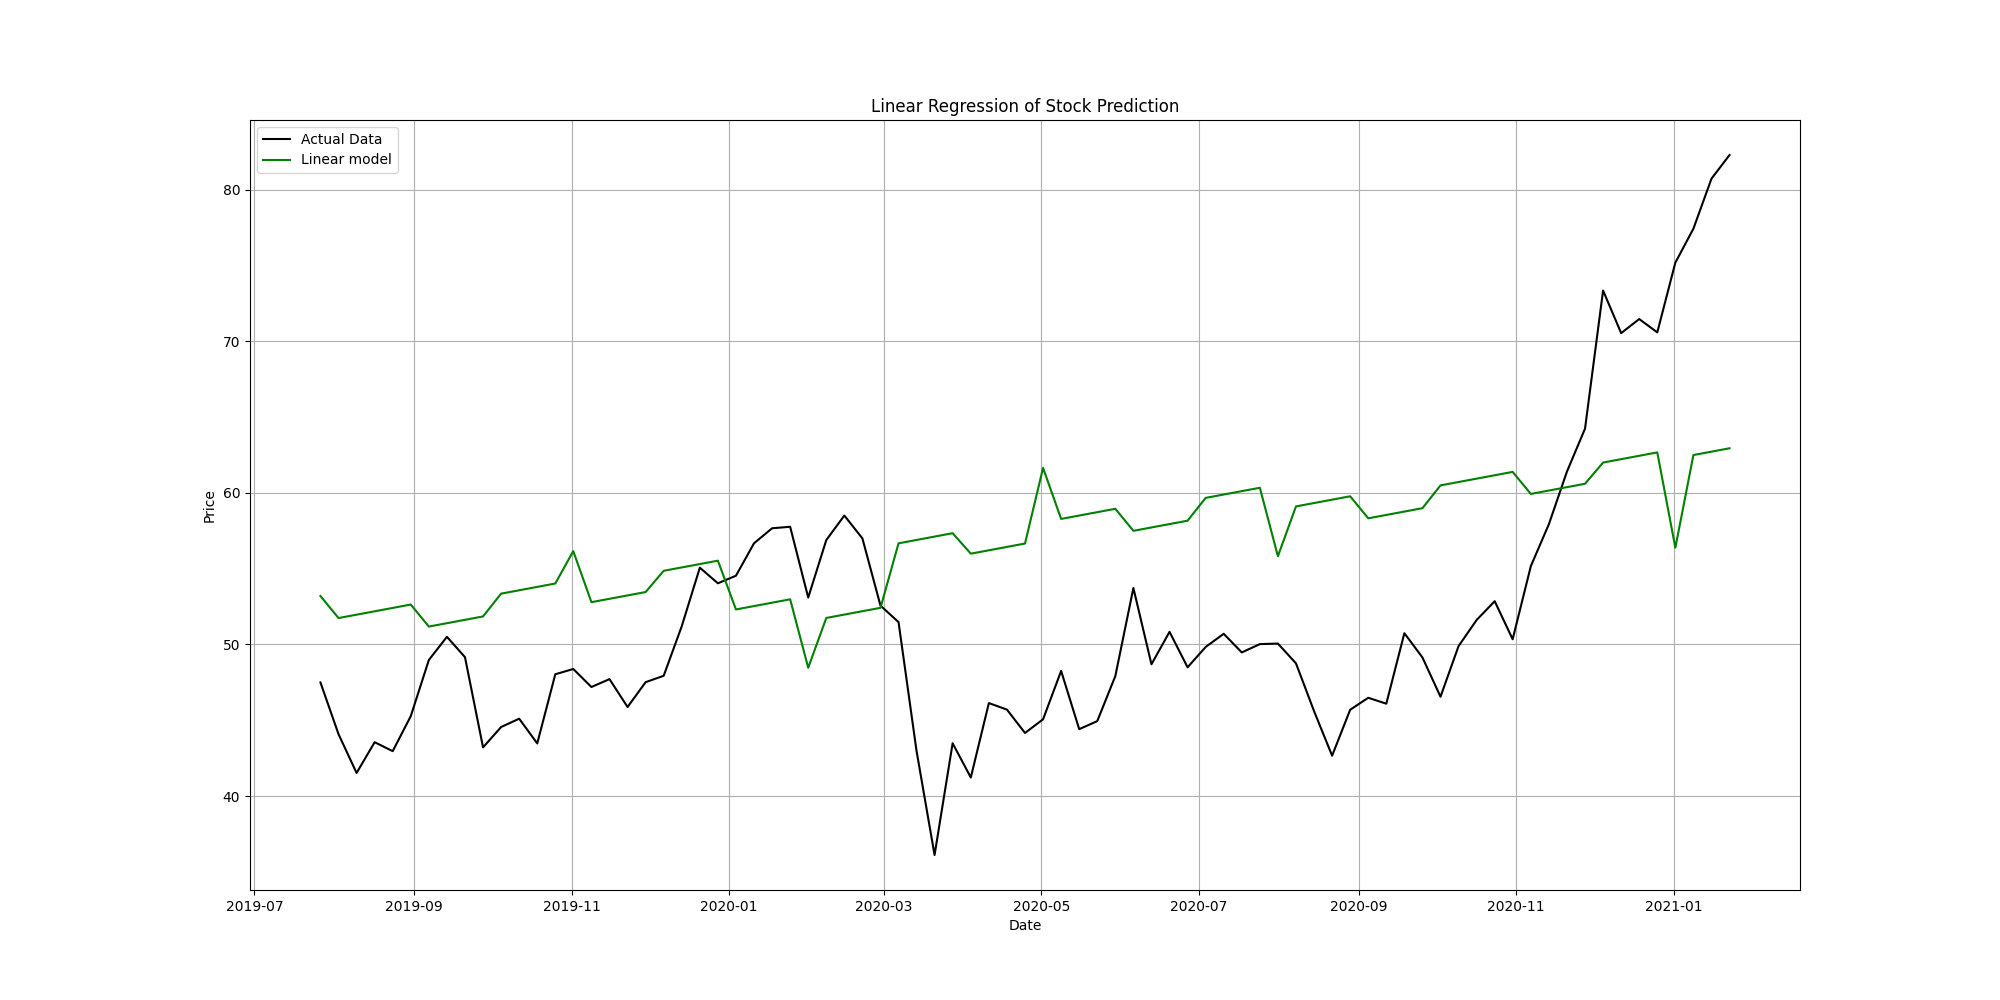 Linear Regression of Stock Prediction
Actual Data
Linear model
80
70
60
50
40
Price
2019-07 2019-09 2019-11 2020-01 2020-03 2020-05 2020-07 2020-09 2020-11 2021-01
Date